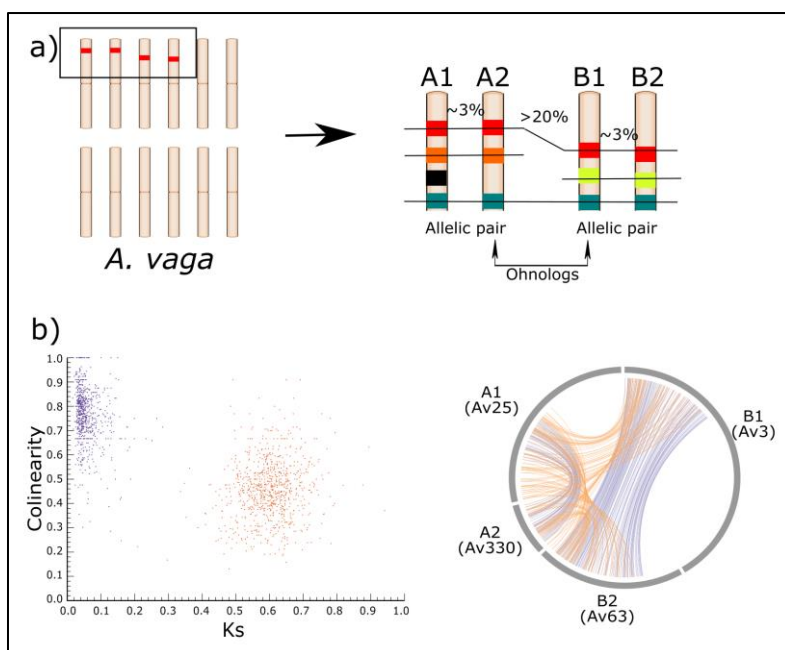 a)
A1 A2 B1 B2
~3% >20% ~3%
Allelic pair Allelic pair
A. vaga
Ohnologs
b)
Colinearity
1.0
0.9
0.8
0.7
0.6
0.5
0.4
0.3
0.2
0.1
0.0
0.0 0.1 0.2 0.3 0.4 0.5 0.6 0.7 0.8 0.9 1.0
Ks
A1
(Av25)
B1
(Av3)
A2
(Av330)
B2
(Av63)